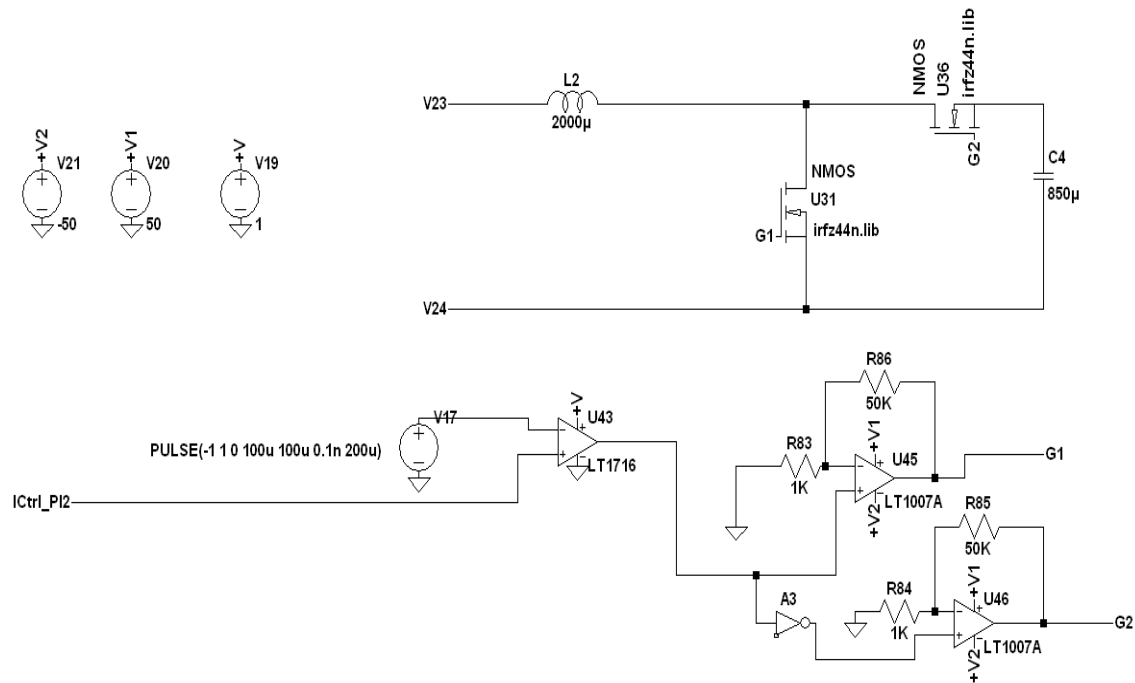 NMOS
U36
irfz44n.lib
L2
2000µ
V23
G2
C4
850µ
+V2
V21
-50
+V1
V20
50
+V
V19
1
NMOS
U31
irfz44n.lib
G1
V24
R86
50K
V17
+V
U43
LT1716
PULSE(-1 1 0 100u 100u 0.1n 200u)
R83
1K
+V1
U45
LT1007A
+V2
G1
ICtrl_PI2
R85
50K
A3
R84
1K
+V1
U46
LT1007A
+V2
G2